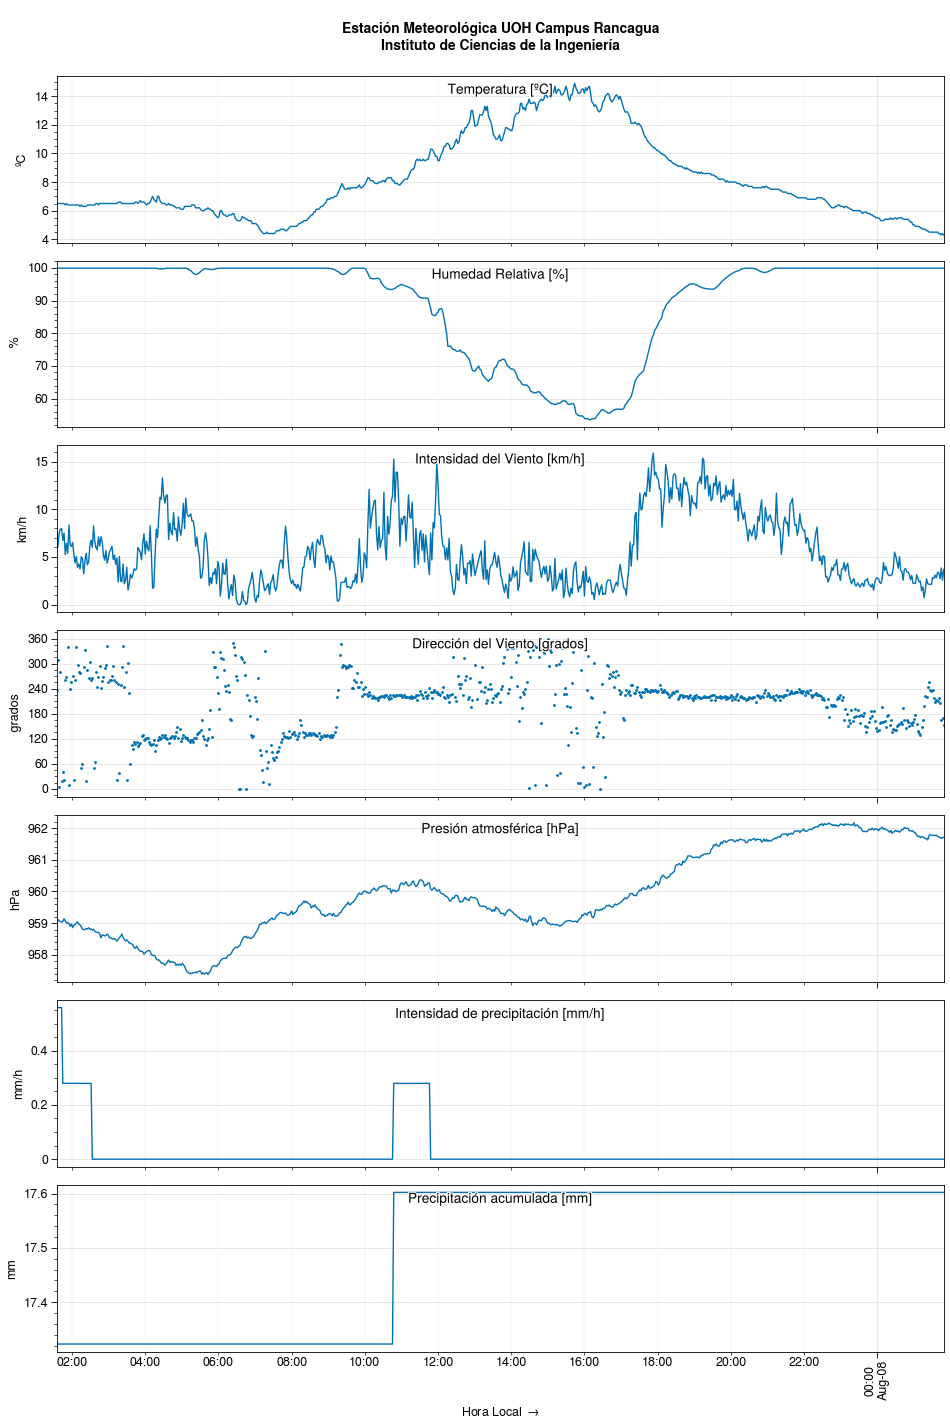 Estación Meteorológica UOH Campus Rancagua
Instituto de Ciencias de la Ingeniería
Temperatura [ºC]
14
12
10
8
6
4
ºC
Humedad Relativa [%]
100
90
80
70
60
%
Intensidad del Viento [km/h]
15
10
5
0
km/h
Dirección del Viento [grados]
360
300
240
180
120
60
0
grados
Presión atmosférica [hPa]
962
961
960
959
958
hPa
Intensidad de precipitación [mm/h]
0.4
0.2
0
mm/h
Precipitación acumulada [mm]
17.6
17.5
17.4
mm
02:00 04:00 06:00 08:00 10:00 12:00 14:00 16:00 18:00 20:00 22:00 00:00
Aug-08
Hora Local →